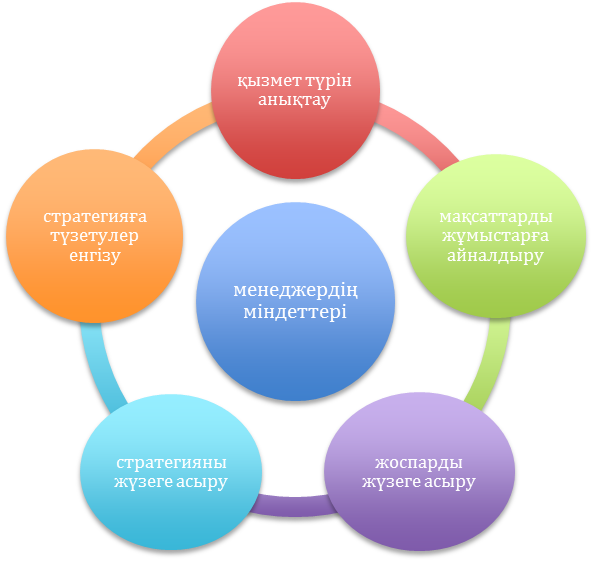 қызмет түрін
анықтау
мақсаттарды
жұмыстарға
айналдыру
жоспарды
жүзеге асыру
стратегияны
жүзеге асыру
стратегияға
түзетулер
енгізу
менеджердің
міндеттері